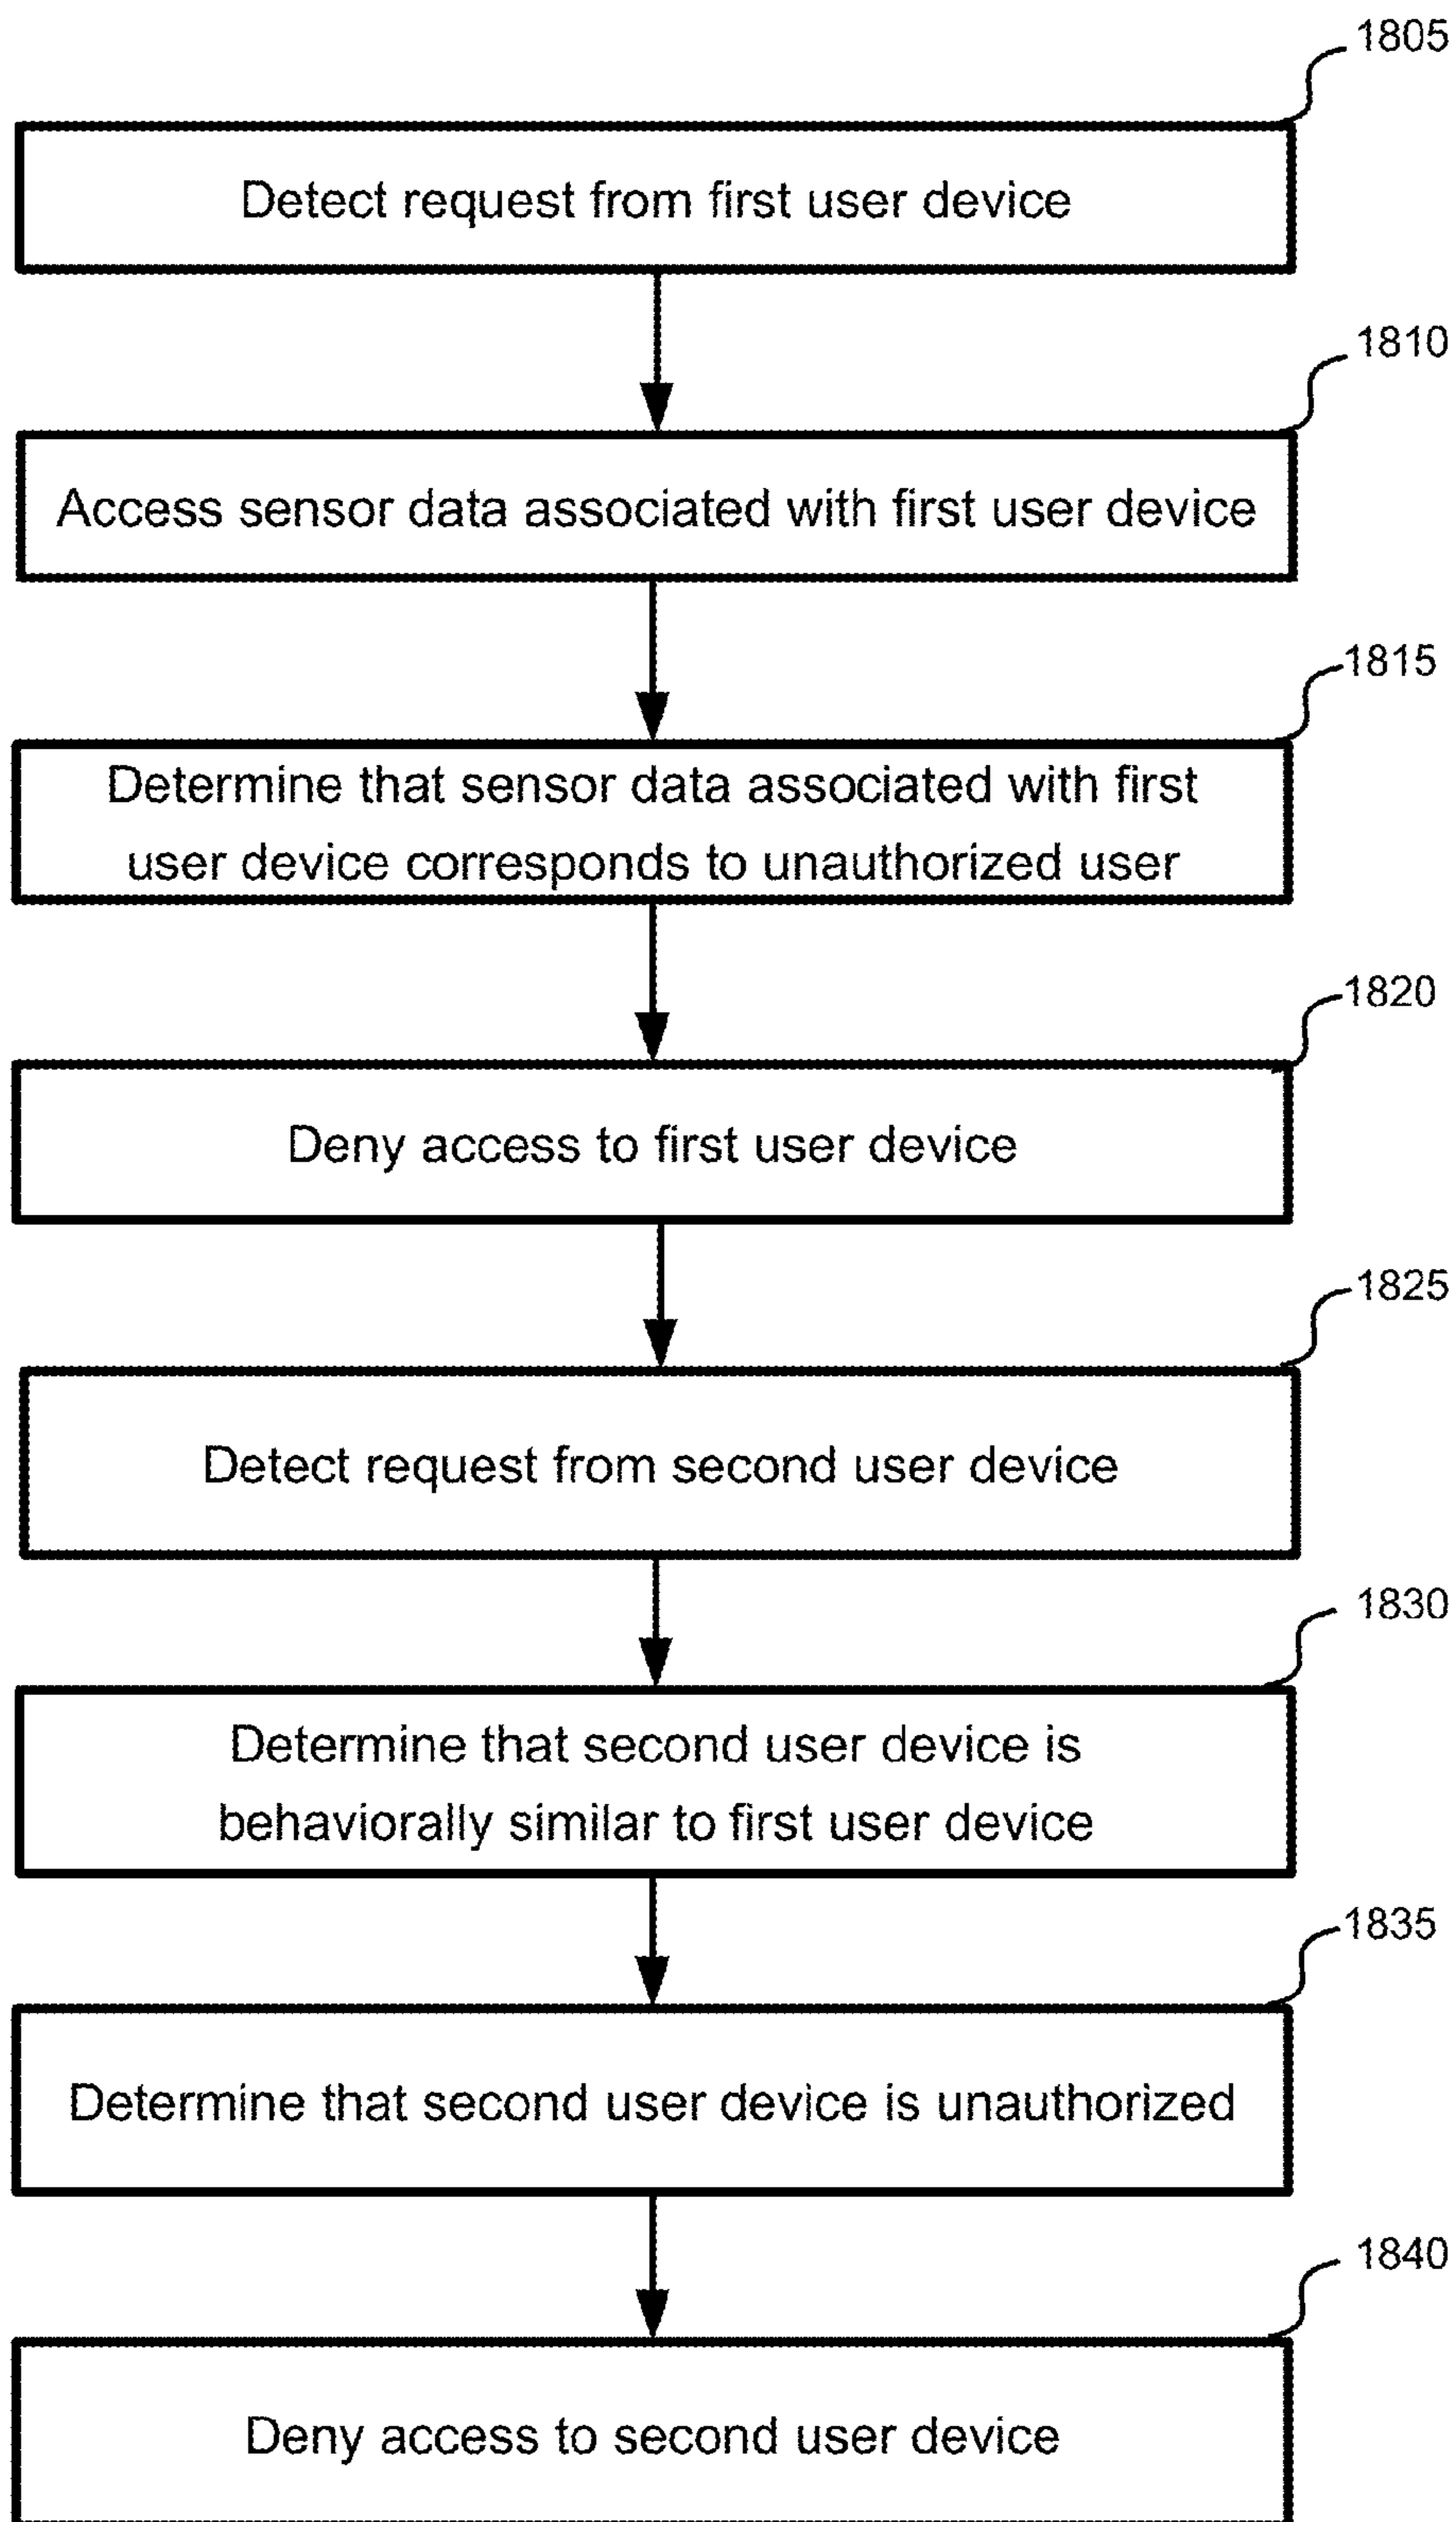 1805
Detect request from first user device
1810
Access sensor data associated with first user device
1815
Determine that sensor data associated with first
user device corresponds to unauthorized user
1820
Deny access to first user device
1825
Detect request from second user device
1830
Determine that second user device is
behaviorally similar to first user device
1835
Determine that second user device is unauthorized
1840
Deny access to second user device